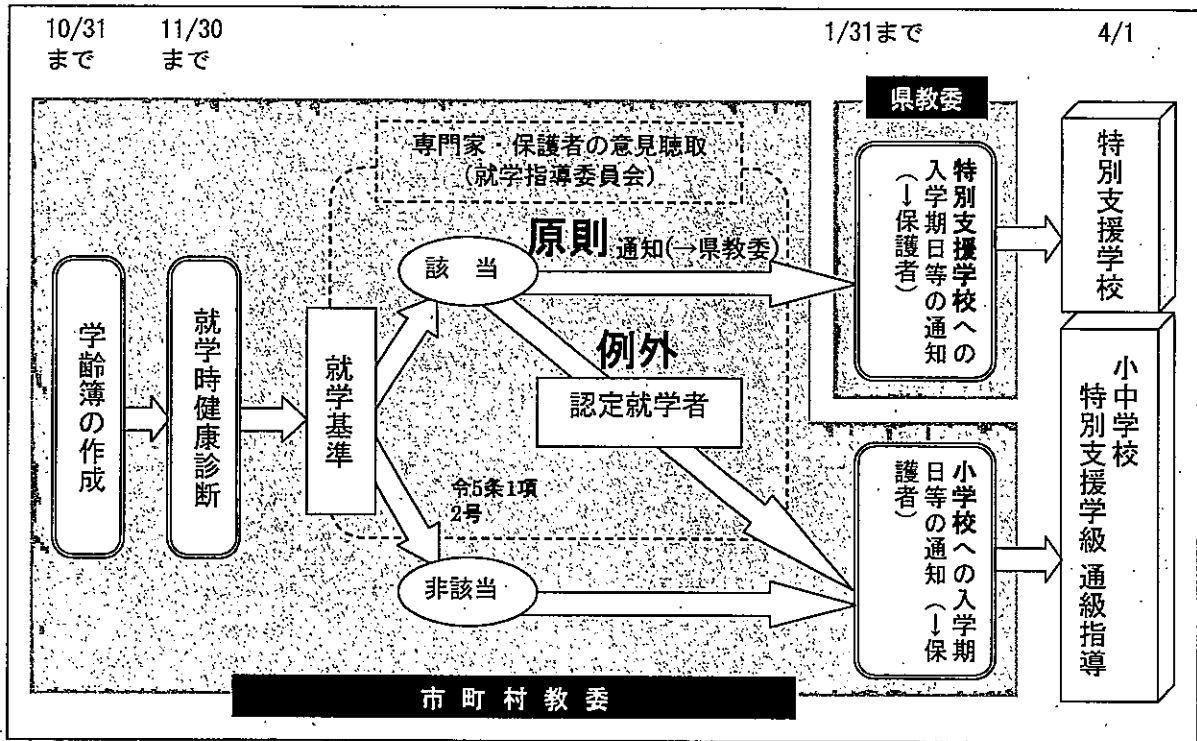 10/31
まで
11/30
まで
1/31まで
4/1
県教委
専門家・保護者の意見聴取
(就学指導委員会)
学齢簿の作成
就学時健康診断
就学基準
該 当
原則 通知(→県教委)
例外
認定就学者
令5条1項
2号
非該当
特別支援学校への
入学期日等の通知
(→保護者)
小学校への入学期
日等の通知 (→保
護者)
特別支援学校
小中学校
特別支援学級 通級指導
市町村教委